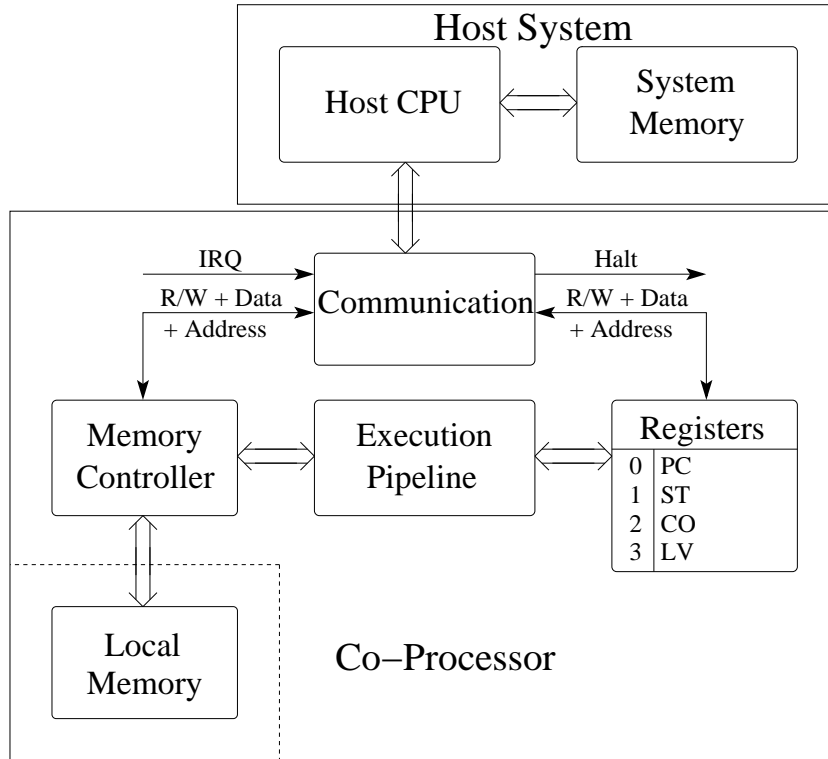 Host System
Host CPU
System
Memory
IRQ
R/W + Data
+ Address
Communication
Halt
R/W + Data
+ Address
Memory
Controller
Execution
Pipeline
Registers
0 PC
1 ST
2 CO
3 LV
Local
Memory
Co–Processor